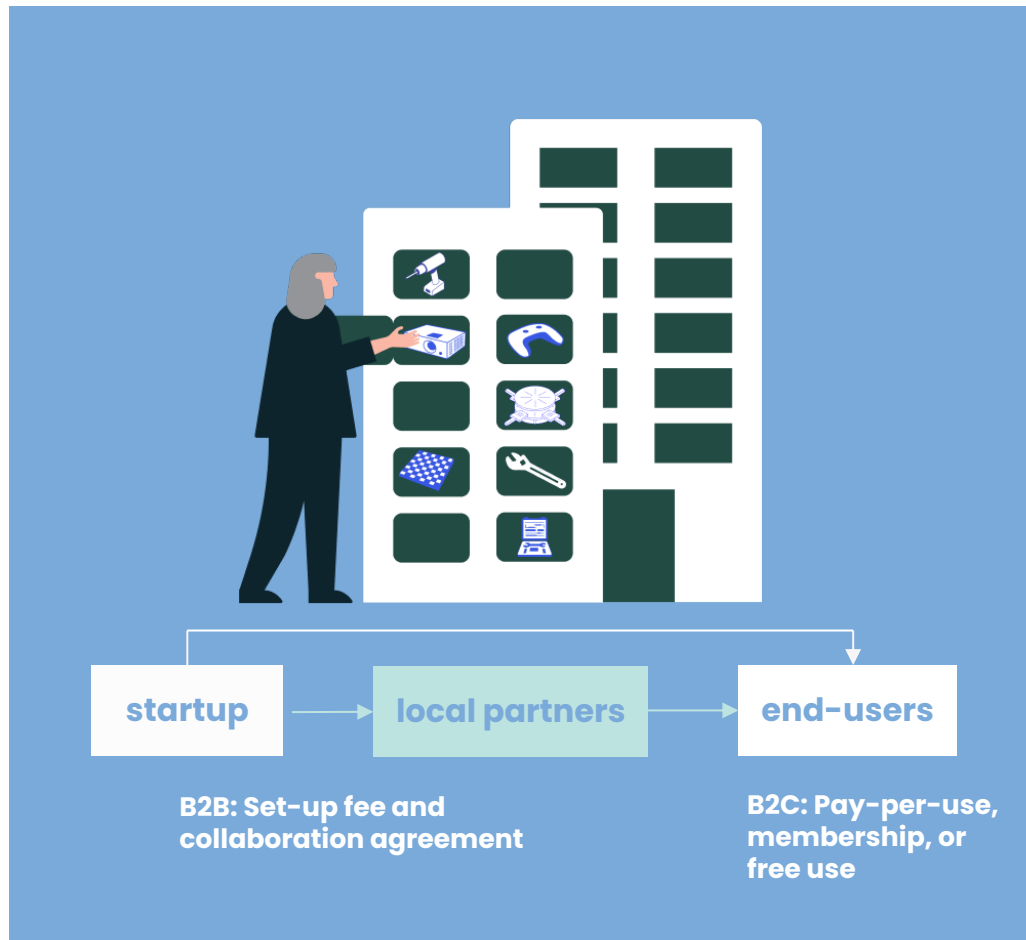 startup
local partners
end-users
B2B: Set-up fee and
collaboration agreement
B2C: Pay-per-use,
membership, or
free use